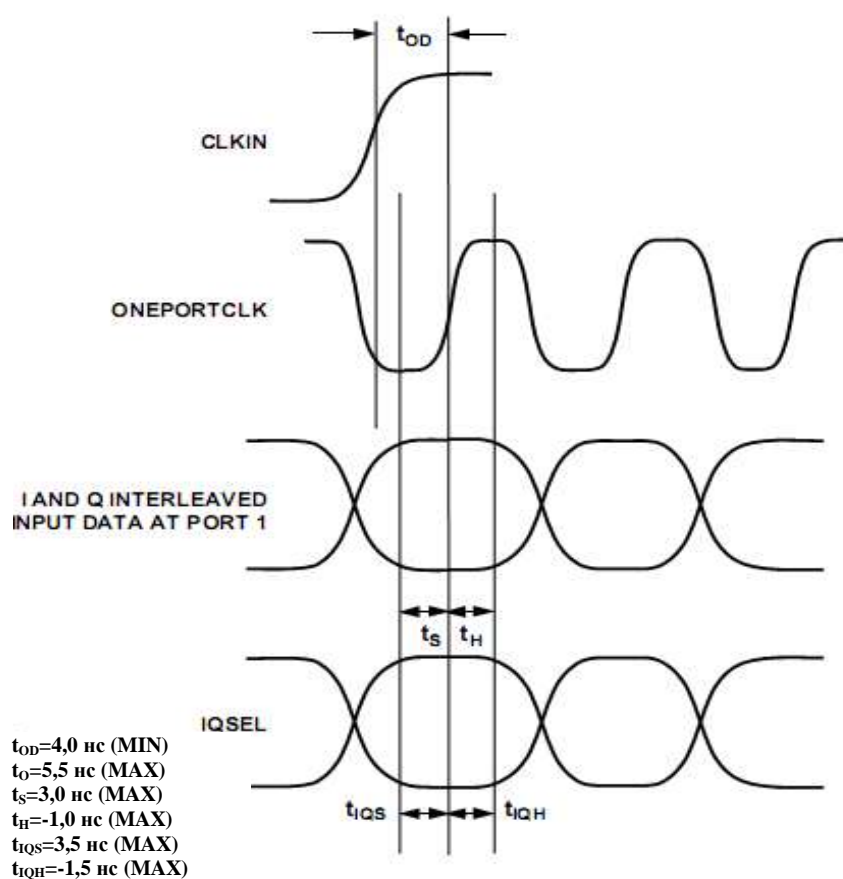 tOD
CLKIN
ONEPORTCLK
I AND Q INTERLEAVED
INPUT DATA AT PORT 1
tS tH
IQSEL
tOD=4,0 нс (MIN)
tO=5,5 нс (MAX)
tS=3,0 нс (MAX)
tH=-1,0 нс (MAX)
tIQS=3,5 нс (MAX)
tIQH=-1,5 нс (MAX)
tIQS tIQH